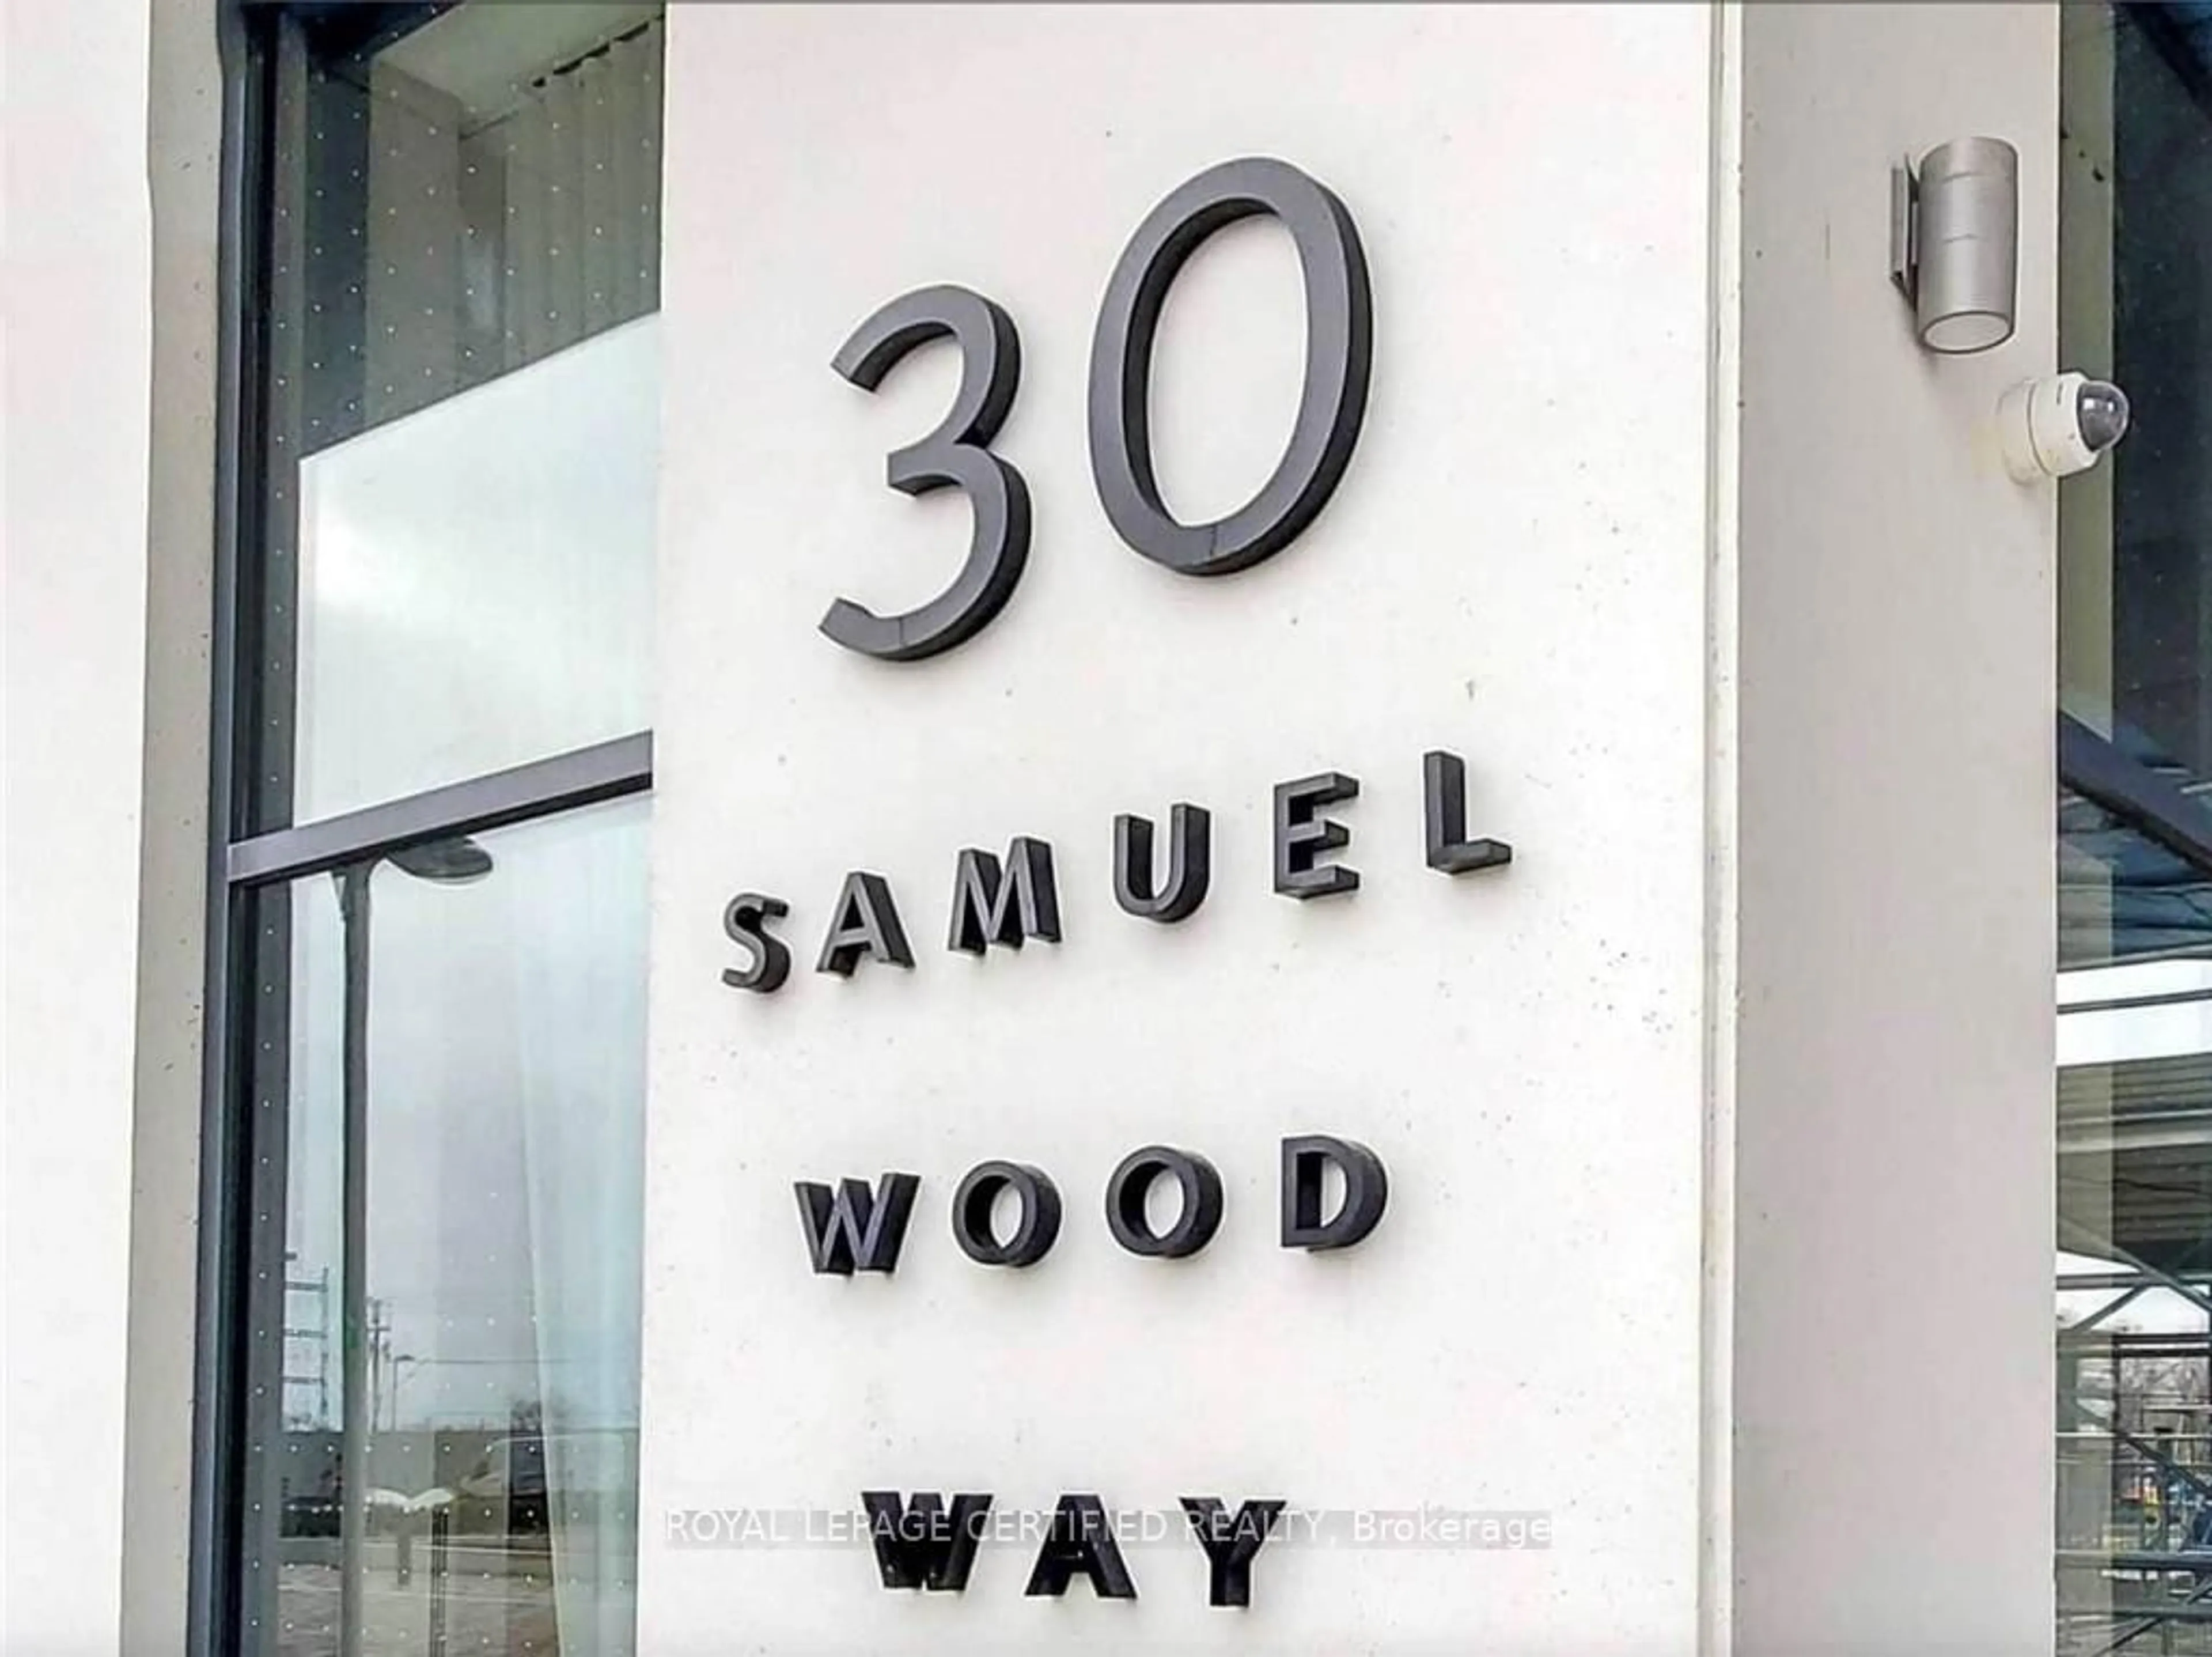 30
SAMUEL
WOOD
WAY
ROYAL LEPAGE CERTIFIED REALTY, Brokerage